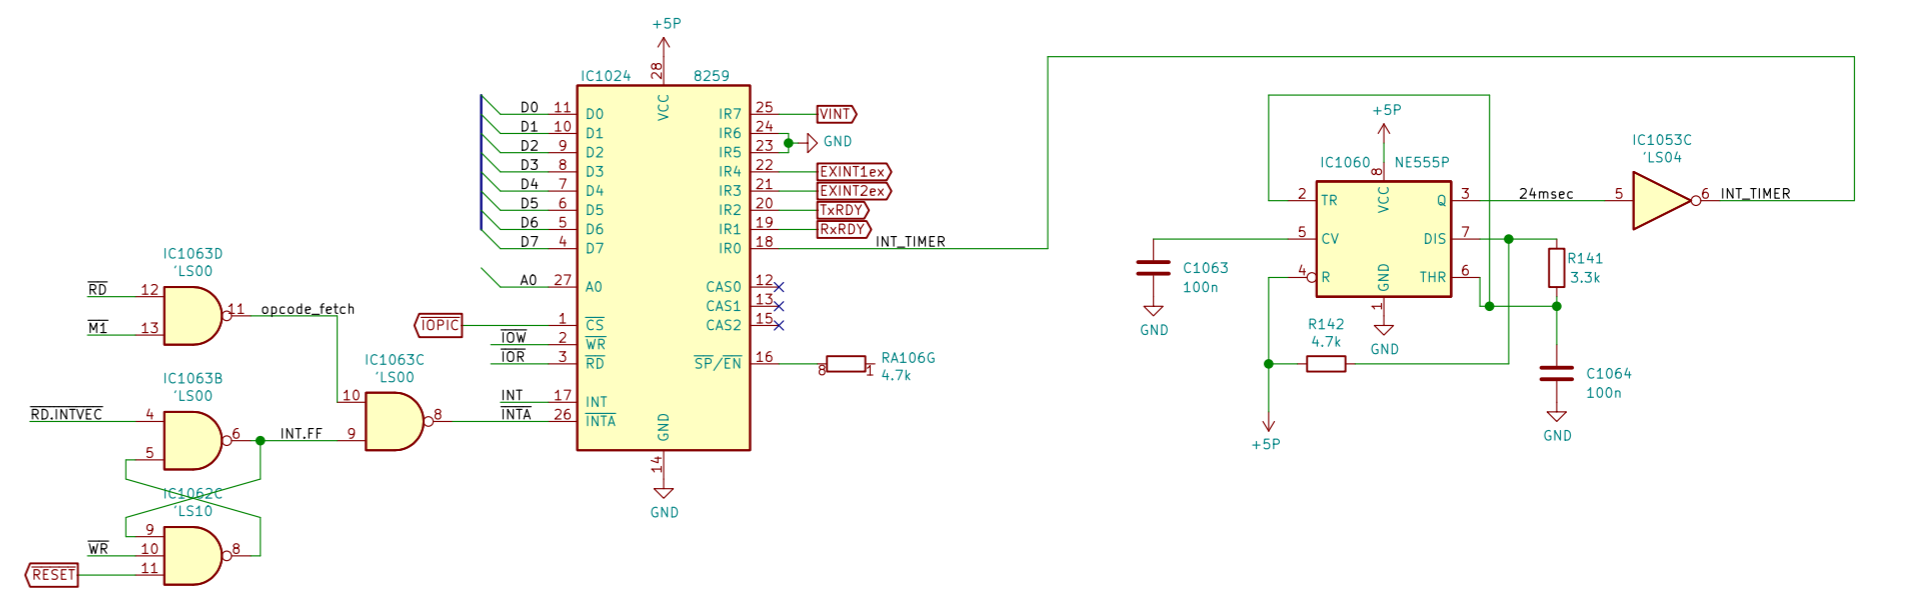 +5P
28
IC1024 8259
VCC
D0 11 D0
D1 10 D1
D2 9 D2
D3 8 D3
D4 7 D4
D5 6 D5
D6 5 D6
D7 4 D7
A0 27 A0
IOPIC 1 CS
IOW 2 WR
IOR 3 RD
INT 17 INT
INTA 26 INTA
IR7 25 VINT
IR6 24
GND
IR5 23
IR4 22 EXINT1ex
IR3 21 EXINT2ex
IR2 20 TxRDY
IR1 19 RxRDY
IR0 18 INT_TIMER
CAS0 12
CAS1 13
CAS2 15
SP/EN 16
8 1
RA106G
4.7k
GND
14
GND
IC1063D
'LS00
RD 12
M1 13
11 opcode_fetch
IC1063C
'LS00
10
9
8
IC1063B
'LS00
RD.INTVEC 4
5
6 INT.FF
IC1062C
'LS10
9
WR 10
RESET 11
8
+5P
IC1060 NE555P
8
VCC
2 TR
5 CV
4 R
Q 3 24msec
DIS 7
THR 6
GND
1
GND
C1063
100n
GND
R142
4.7k
+5P
R141
3.3k
C1064
100n
GND
IC1053C
'LS04
5 6 INT_TIMER